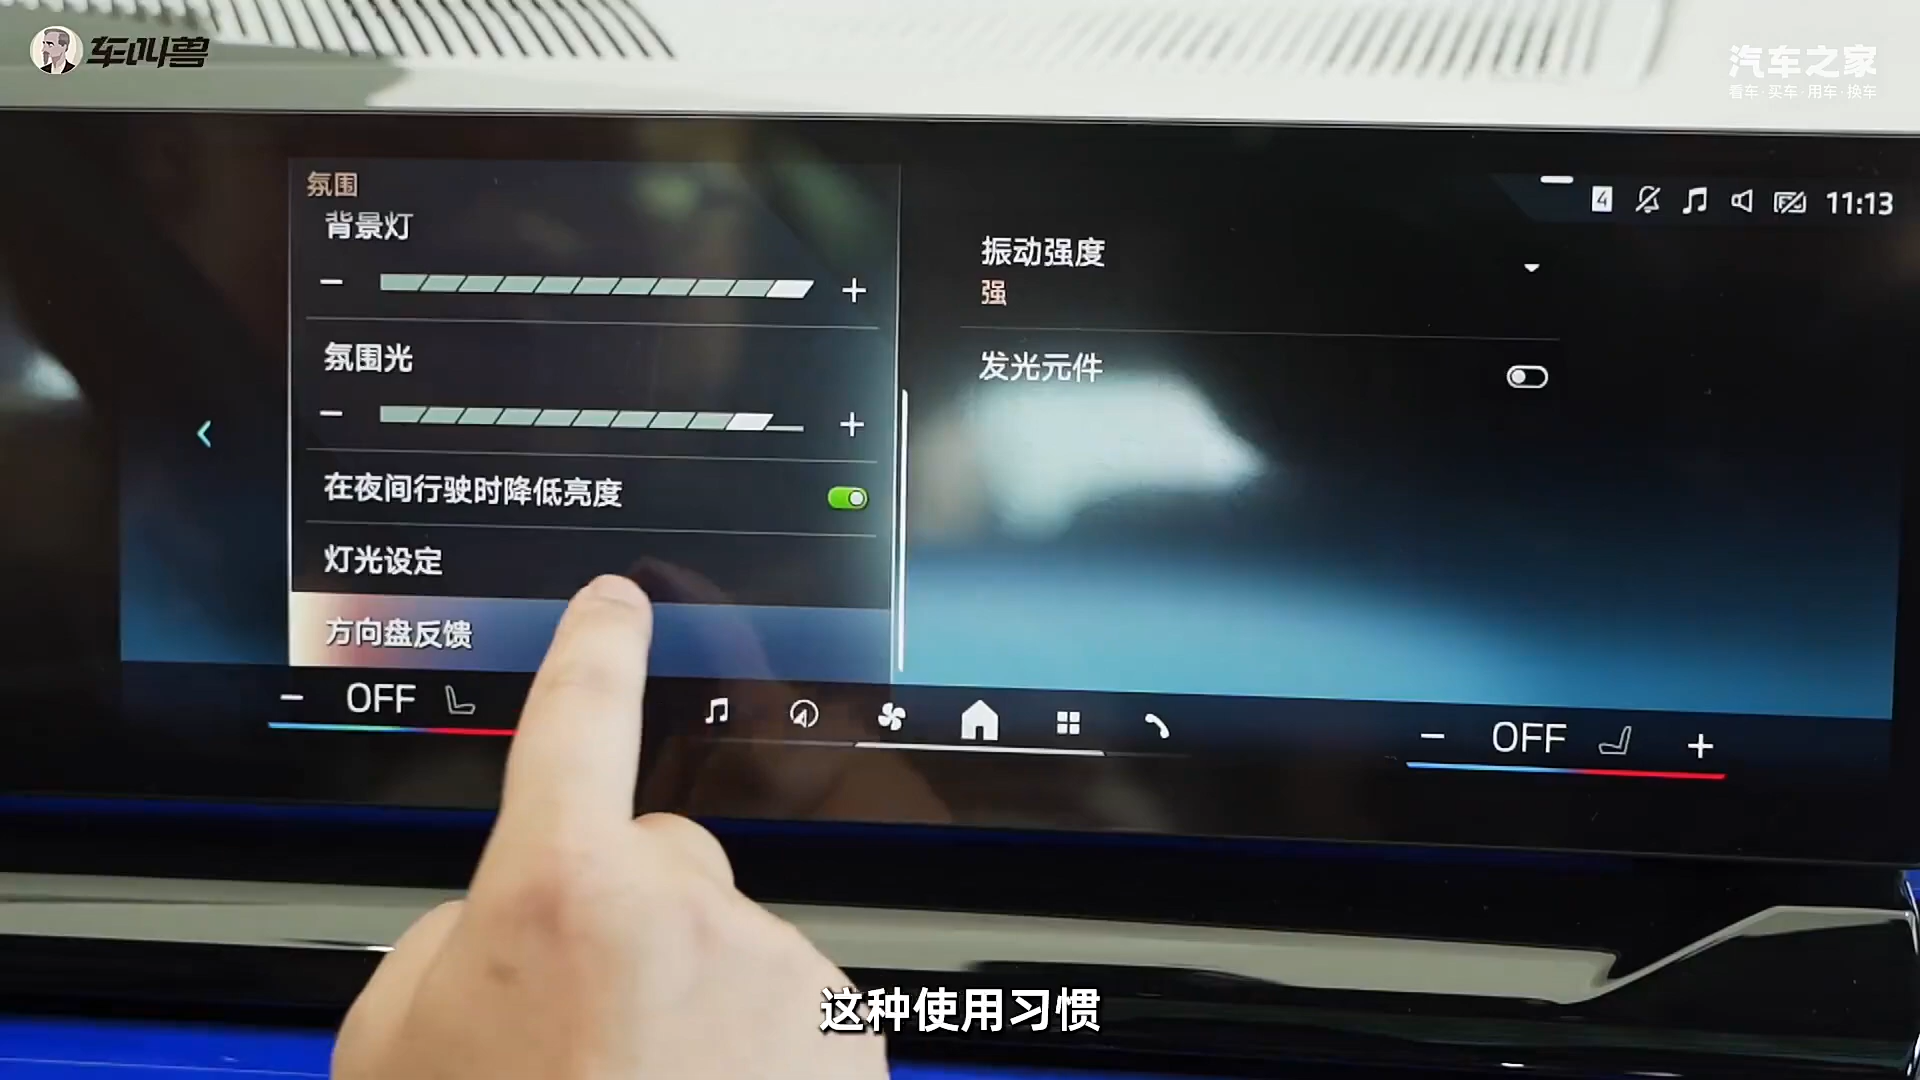 车叫兽
汽车之家
看车·买车·用车·换车
氛围
背景灯
氛围光
在夜间行驶时降低亮度
灯光设定
方向盘反馈
4
11:13
振动强度
强
发光元件
OFF
OFF
这种使用习惯